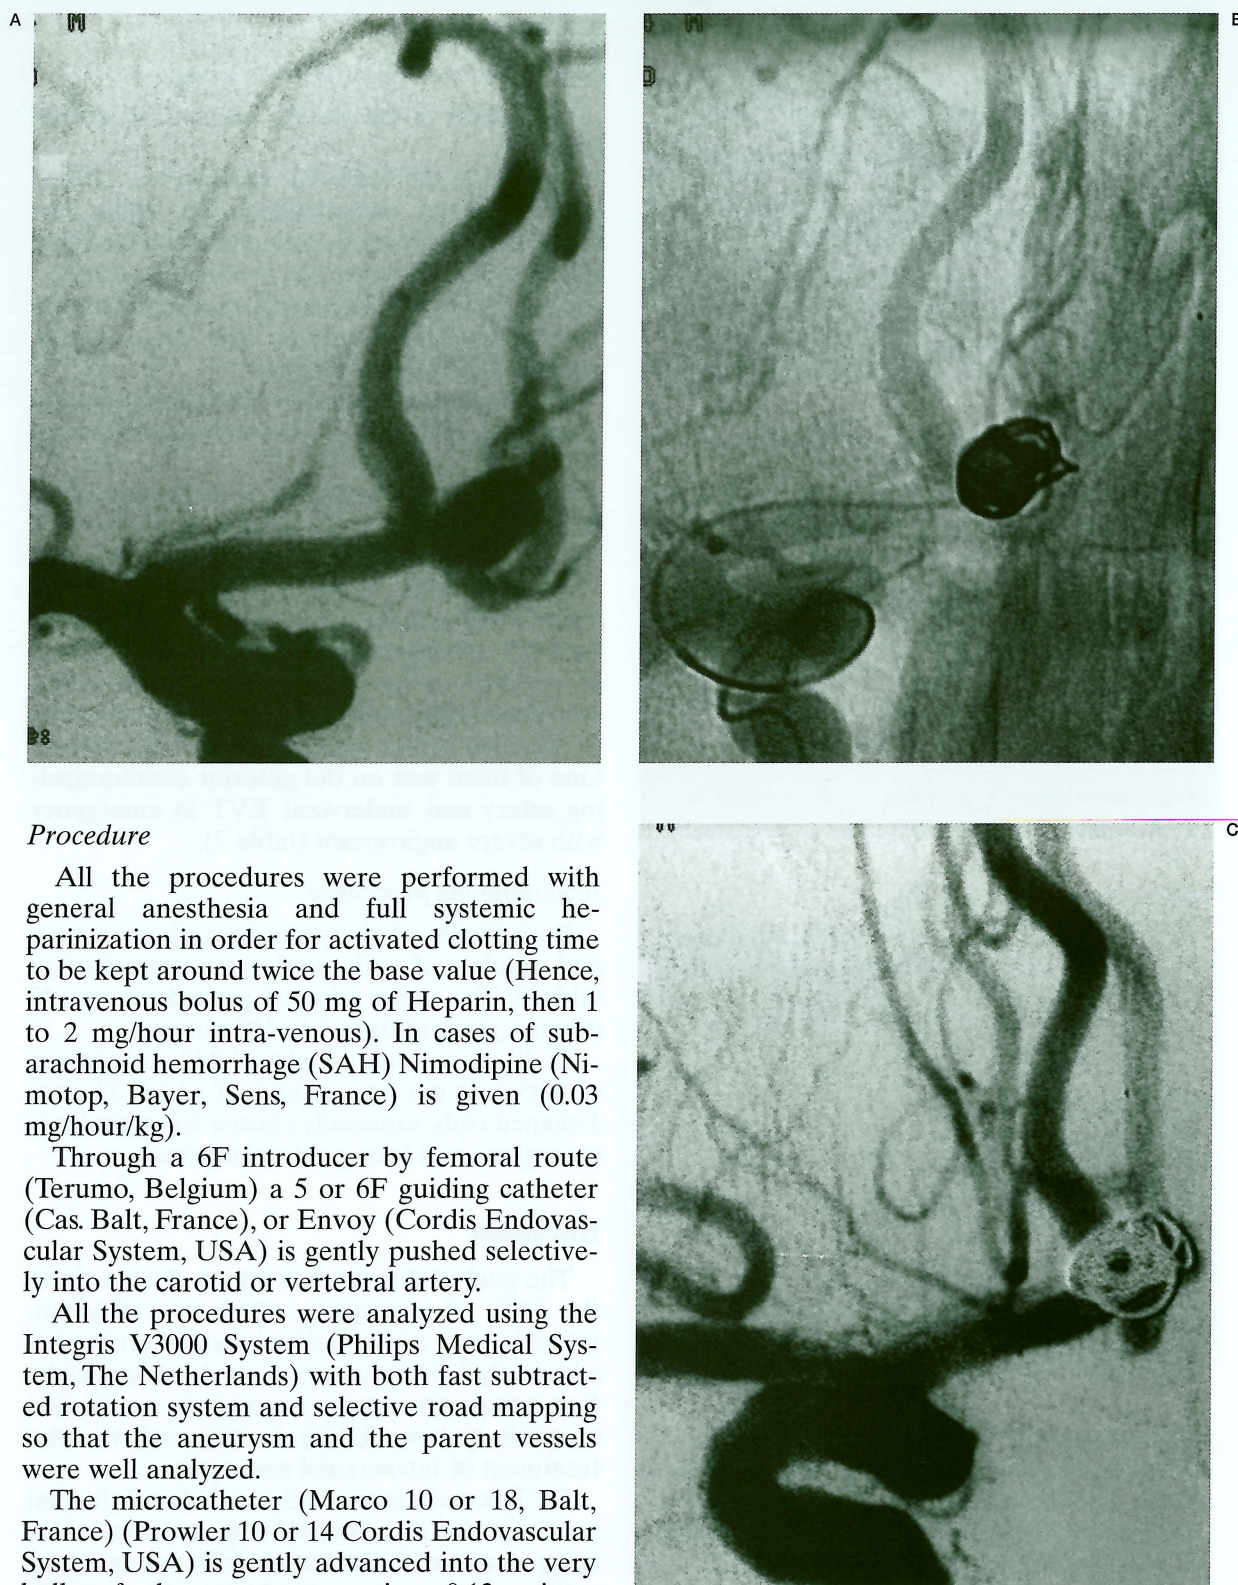 A
M
B
M
C
Procedure
All the procedures were performed with
general anesthesia and full systemic he-
parinization in order for activated clotting time
to be kept around twice the base value (Hence,
intravenous bolus of 50 mg of Heparin, then 1
to 2 mg/hour intra-venous). In cases of sub-
arachnoid hemorrhage (SAH) Nimodipine (Ni-
motop, Bayer, Sens, France) is given (0.03
mg/hour/kg).
Through a 6F introducer by femoral route
(Terumo, Belgium) a 5 or 6F guiding catheter
(Cas. Balt, France), or Envoy (Cordis Endovas-
cular System, USA) is gently pushed selective-
ly into the carotid or vertebral artery.
All the procedures were analyzed using the
Integris V3000 System (Philips Medical Sys-
tem, The Netherlands) with both fast subtract-
ed rotation system and selective road mapping
so that the aneurysm and the parent vessels
were well analyzed.
The microcatheter (Marco 10 or 18, Balt,
France) (Prowler 10 or 14 Cordis Endovascular
System, USA) is gently advanced into the very